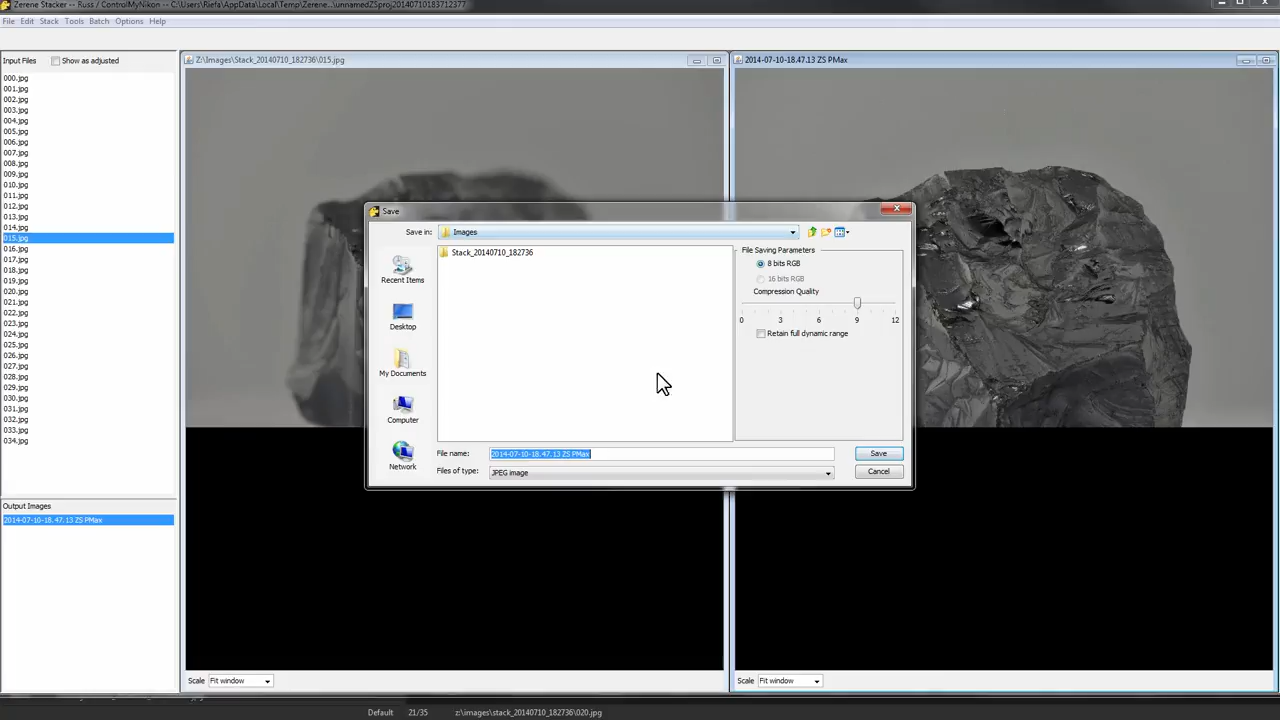 Zerene Stacker - Russ / ControlMyNikon - C:\Users\Riefa\AppData\Local\Temp\Zerene...\unnamedZSproj20140710183712377
File Edit Stack Tools Batch Options Help
Input Files Show as adjusted
000.jpg
001.jpg
002.jpg
003.jpg
004.jpg
005.jpg
006.jpg
007.jpg
008.jpg
009.jpg
010.jpg
011.jpg
012.jpg
013.jpg
014.jpg
015.jpg
016.jpg
017.jpg
018.jpg
019.jpg
020.jpg
021.jpg
022.jpg
023.jpg
024.jpg
025.jpg
026.jpg
027.jpg
028.jpg
029.jpg
030.jpg
031.jpg
032.jpg
033.jpg
034.jpg
Output Images
2014-07-10-18.47.13 ZS PMax
Z:\Images\Stack_20140710_182736\015.jpg
2014-07-10-18.47.13 ZS PMax
Save
Save in: Images
Recent Items
Desktop
My Documents
Computer
Network
Stack_20140710_182736
File Saving Parameters
8 bits RGB
16 bits RGB
Compression Quality
0 3 6 9 12
Retain full dynamic range
File name: 2014-07-10-18.47.13 ZS PMax
Save
Files of type: JPEG image
Cancel
Scale Fit window
Scale Fit window
Default 21/35 z:\images\stack_20140710_182736\020.jpg